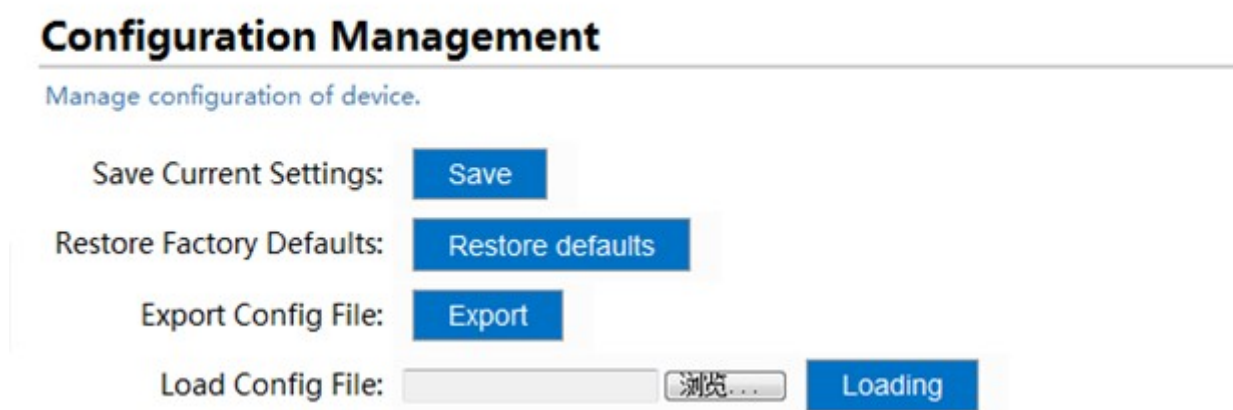 Configuration Management
Manage configuration of device.
Save Current Settings: Save
Restore Factory Defaults: Restore defaults
Export Config File: Export
Load Config File: 浏览... Loading